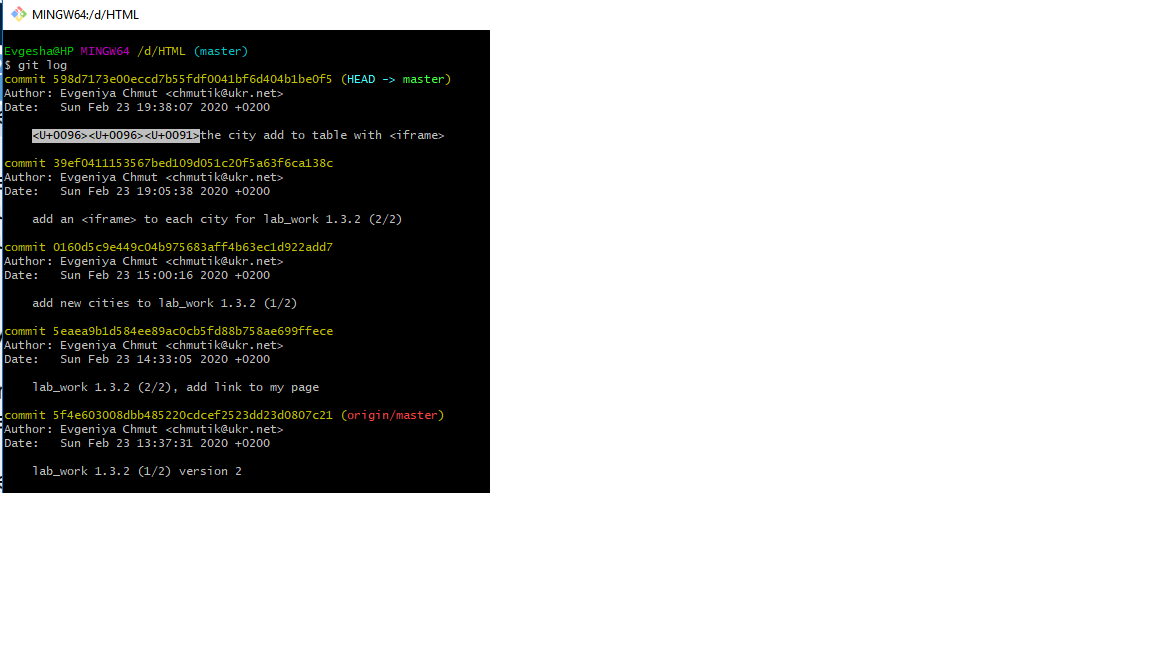 MINGW64:/d/HTML
Evgesha@HP MINGW64 /d/HTML (master)
$ git log
commit 598d7173e00eccd7b55fdf0041bf6d404b1be0f5 (HEAD -> master)
Author: Evgeniya Chmut <chmutik@ukr.net>
Date:   Sun Feb 23 19:38:07 2020 +0200
<U+0096><U+0096><U+0091>the city add to table with <iframe>
commit 39ef0411153567bed109d051c20f5a63f6ca138c
Author: Evgeniya Chmut <chmutik@ukr.net>
Date:   Sun Feb 23 19:05:38 2020 +0200
add an <iframe> to each city for lab_work 1.3.2 (2/2)
commit 0160d5c9e449c04b975683aff4b63ec1d922add7
Author: Evgeniya Chmut <chmutik@ukr.net>
Date:   Sun Feb 23 15:00:16 2020 +0200
add new cities to lab_work 1.3.2 (1/2)
commit 5eaea9b1d584ee89ac0cb5fd88b758ae699ffece
Author: Evgeniya Chmut <chmutik@ukr.net>
Date:   Sun Feb 23 14:33:05 2020 +0200
lab_work 1.3.2 (2/2), add link to my page
commit 5f4e603008dbb485220cdcef2523dd23d0807c21 (origin/master)
Author: Evgeniya Chmut <chmutik@ukr.net>
Date:   Sun Feb 23 13:37:31 2020 +0200
lab_work 1.3.2 (1/2) version 2